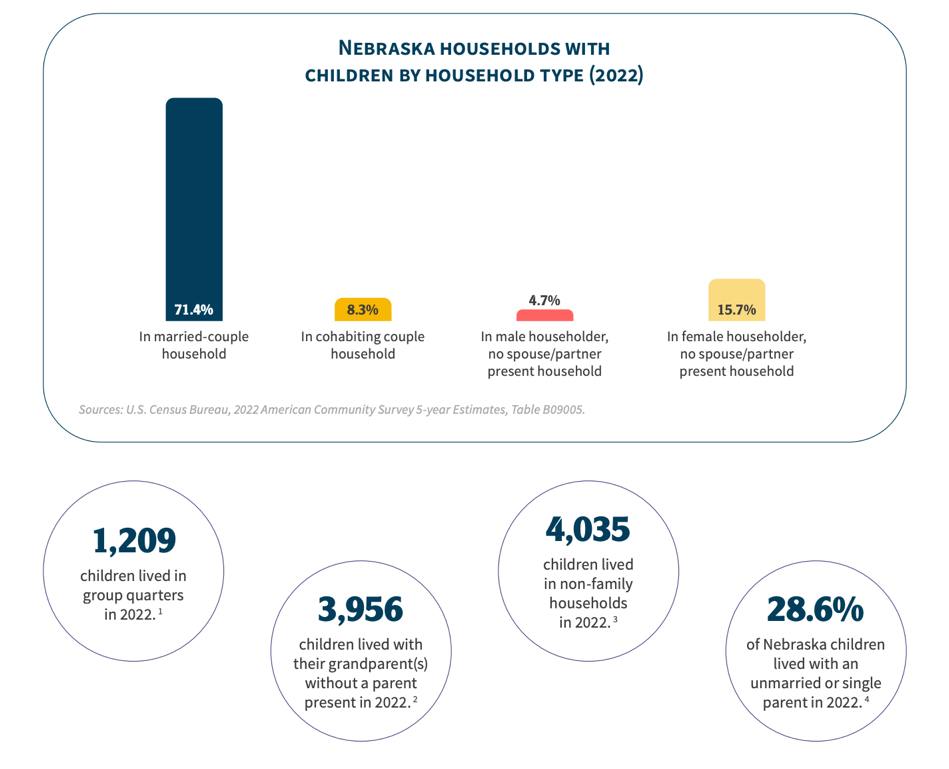 Nebraska households with
children by household type (2022)
71.4%
8.3%
4.7%
15.7%
In married-couple
household
In cohabiting couple
household
In male householder,
no spouse/partner
present household
In female householder,
no spouse/partner
present household
Sources: U.S. Census Bureau, 2022 American Community Survey 5-year Estimates, Table B09005.
1,209
children lived in
group quarters
in 2022. 1
3,956
children lived with
their grandparent(s)
without a parent
present in 2022. 2
4,035
children lived
in non-family
households
in 2022. 3
28.6%
of Nebraska children
lived with an
unmarried or single
parent in 2022. 4